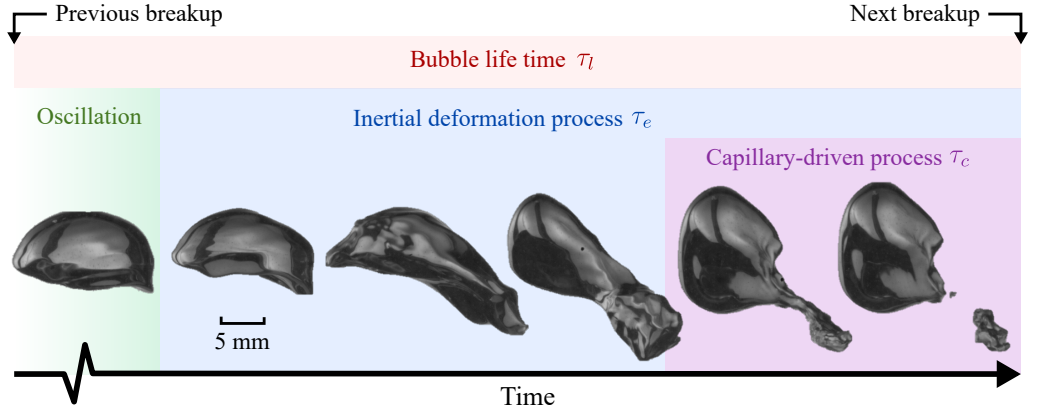 Previous breakup
Next breakup
Bubble life time τ_l
Oscillation
Inertial deformation process τ_e
Capillary-driven process τ_c
5 mm
Time